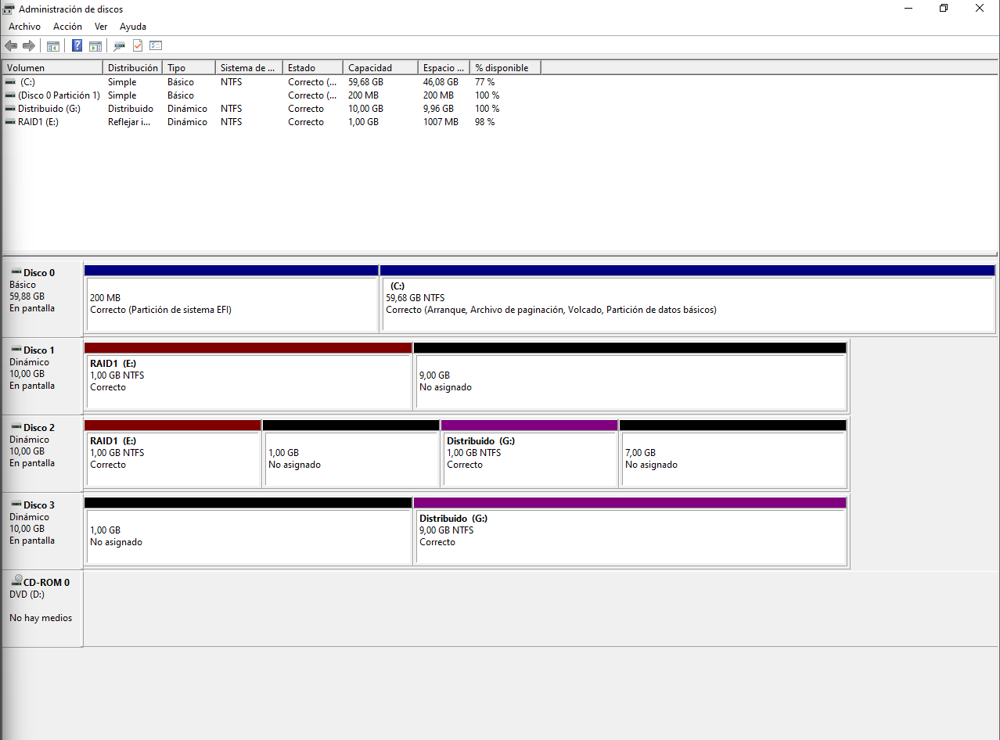 Administración de discos
Archivo Acción Ver Ayuda
Volumen Distribución Tipo Sistema de ... Estado Capacidad Espacio ... % disponible
(C:) Simple Básico NTFS Correcto (... 59,68 GB 46,08 GB 77 %
(Disco 0 Partición 1) Simple Básico Correcto (... 200 MB 200 MB 100 %
Distribuido (G:) Distribuido Dinámico NTFS Correcto 10,00 GB 9,96 GB 100 %
RAID1 (E:) Reflejar i... Dinámico NTFS Correcto 1,00 GB 1007 MB 98 %
Disco 0
Básico
59,88 GB
En pantalla
200 MB
Correcto (Partición de sistema EFI)
(C:)
59,68 GB NTFS
Correcto (Arranque, Archivo de paginación, Volcado, Partición de datos básicos)
Disco 1
Dinámico
10,00 GB
En pantalla
RAID1 (E:)
1,00 GB NTFS
Correcto
9,00 GB
No asignado
Disco 2
Dinámico
10,00 GB
En pantalla
RAID1 (E:)
1,00 GB NTFS
Correcto
1,00 GB
No asignado
Distribuido (G:)
1,00 GB NTFS
Correcto
7,00 GB
No asignado
Disco 3
Dinámico
10,00 GB
En pantalla
1,00 GB
No asignado
Distribuido (G:)
9,00 GB NTFS
Correcto
CD-ROM 0
DVD (D:)
No hay medios